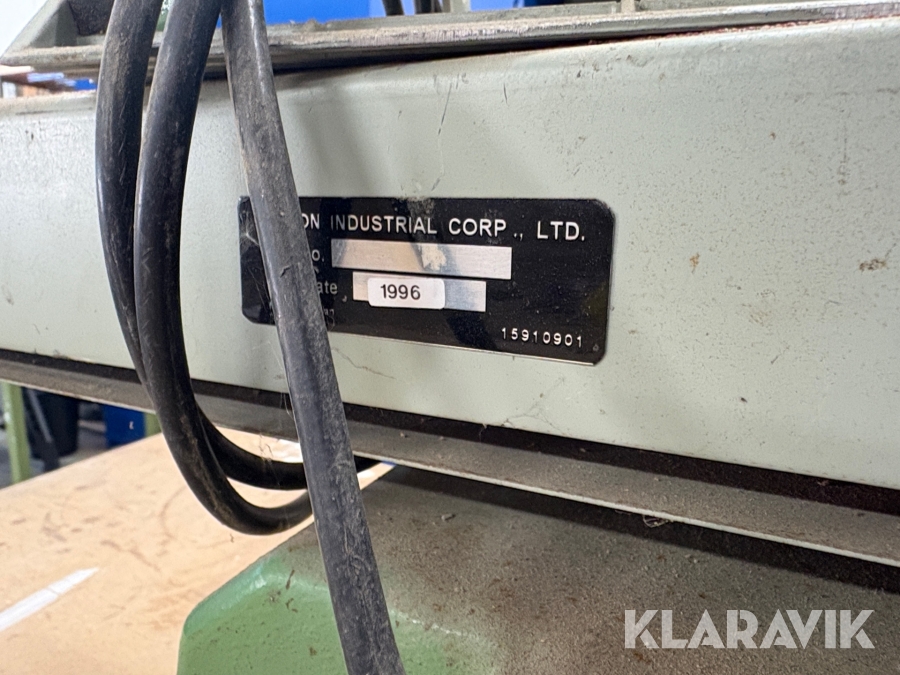 ON INDUSTRIAL CORP., LTD.
o.
ate 1996
15910901
KLARAVIK